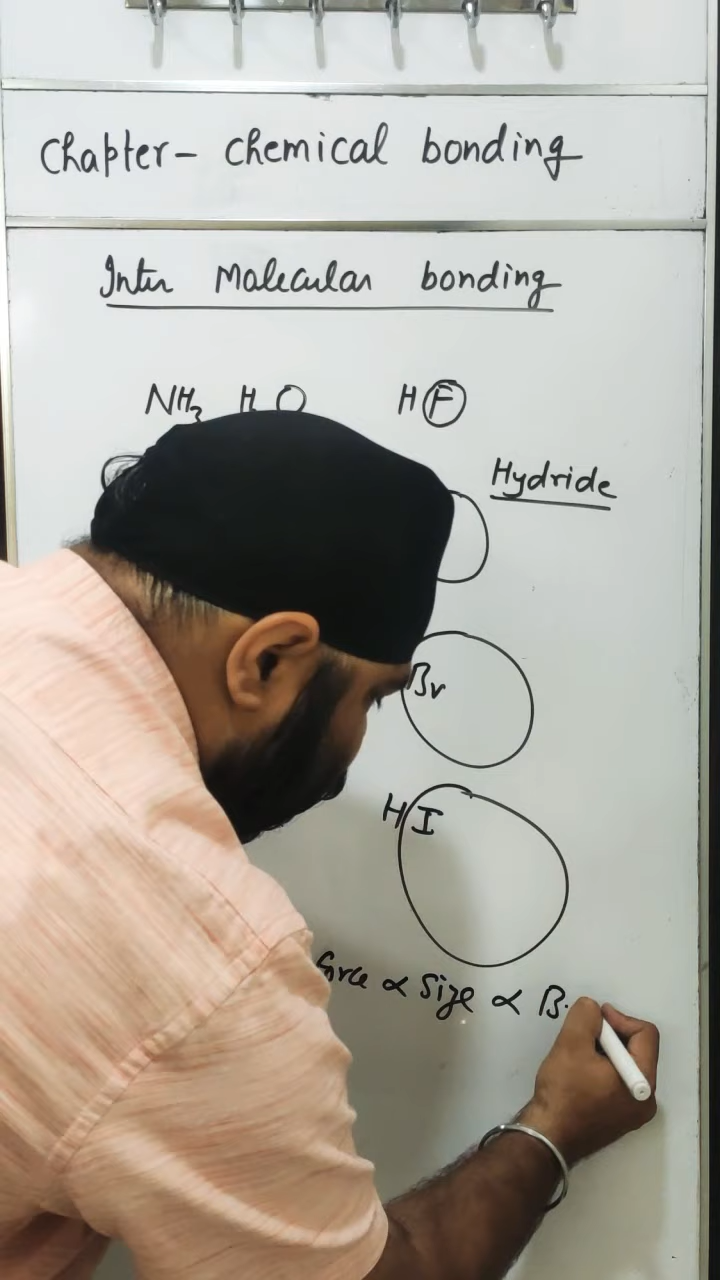 Chapter- chemical bonding
Inter Molecular bonding
NH3 H O HF
Hydride
Br
HI
force ∝ Size ∝ B.